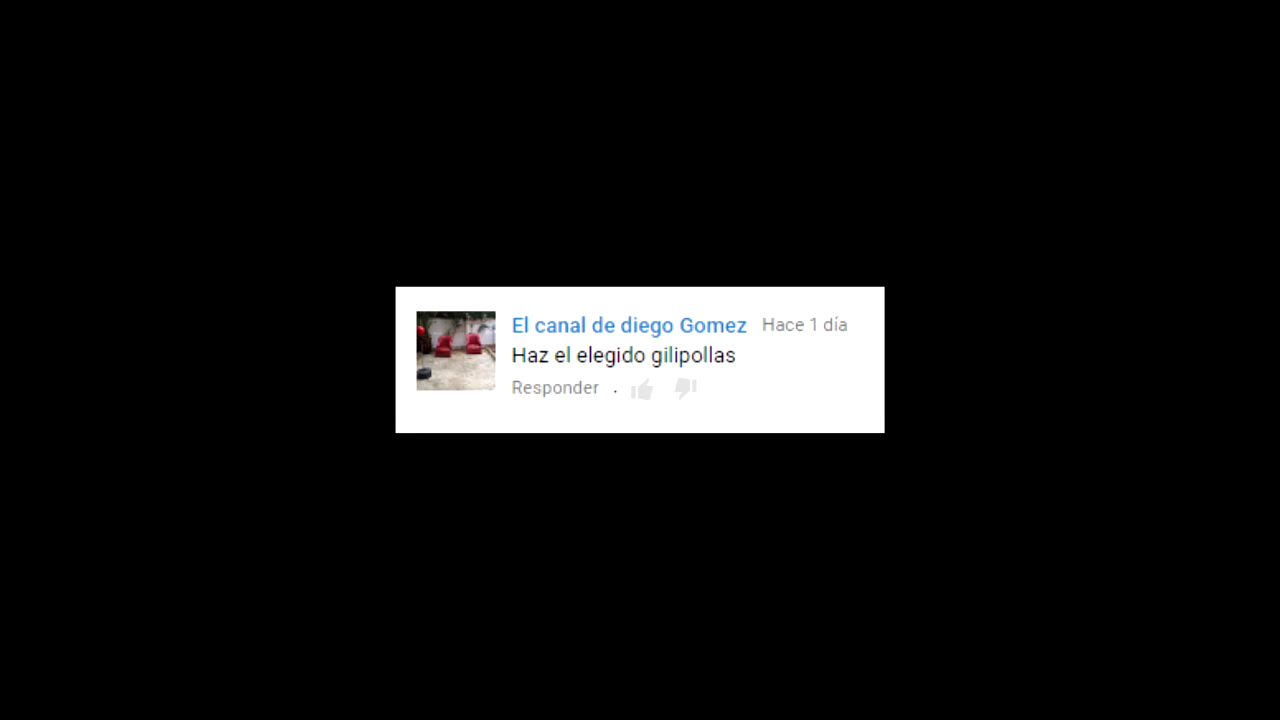 El canal de diego Gomez Hace 1 día
Haz el elegido gilipollas
Responder .